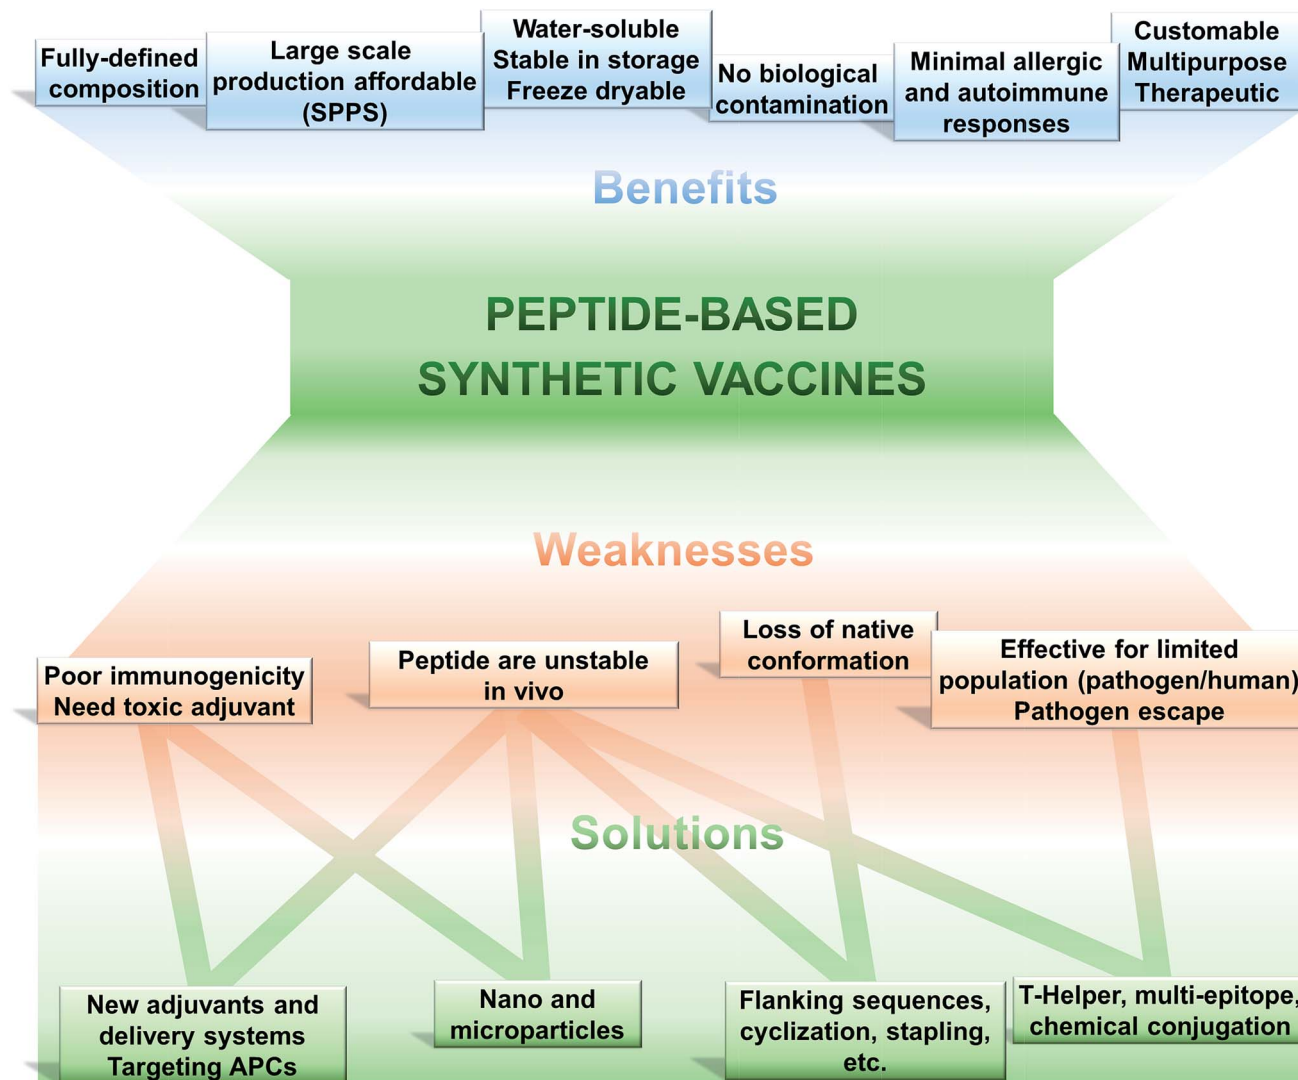 Fully-defined
composition
Large scale
production affordable
(SPPS)
Water-soluble
Stable in storage
Freeze dryable
No biological
contamination
Minimal allergic
and autoimmune
responses
Customable
Multipurpose
Therapeutic
Benefits
PEPTIDE-BASED
SYNTHETIC VACCINES
Weaknesses
Poor immunogenicity
Need toxic adjuvant
Peptide are unstable
in vivo
Loss of native
conformation
Effective for limited
population (pathogen/human)
Pathogen escape
Solutions
New adjuvants and
delivery systems
Targeting APCs
Nano and
microparticles
Flanking sequences,
cyclization, stapling,
etc.
T-Helper, multi-epitope,
chemical conjugation